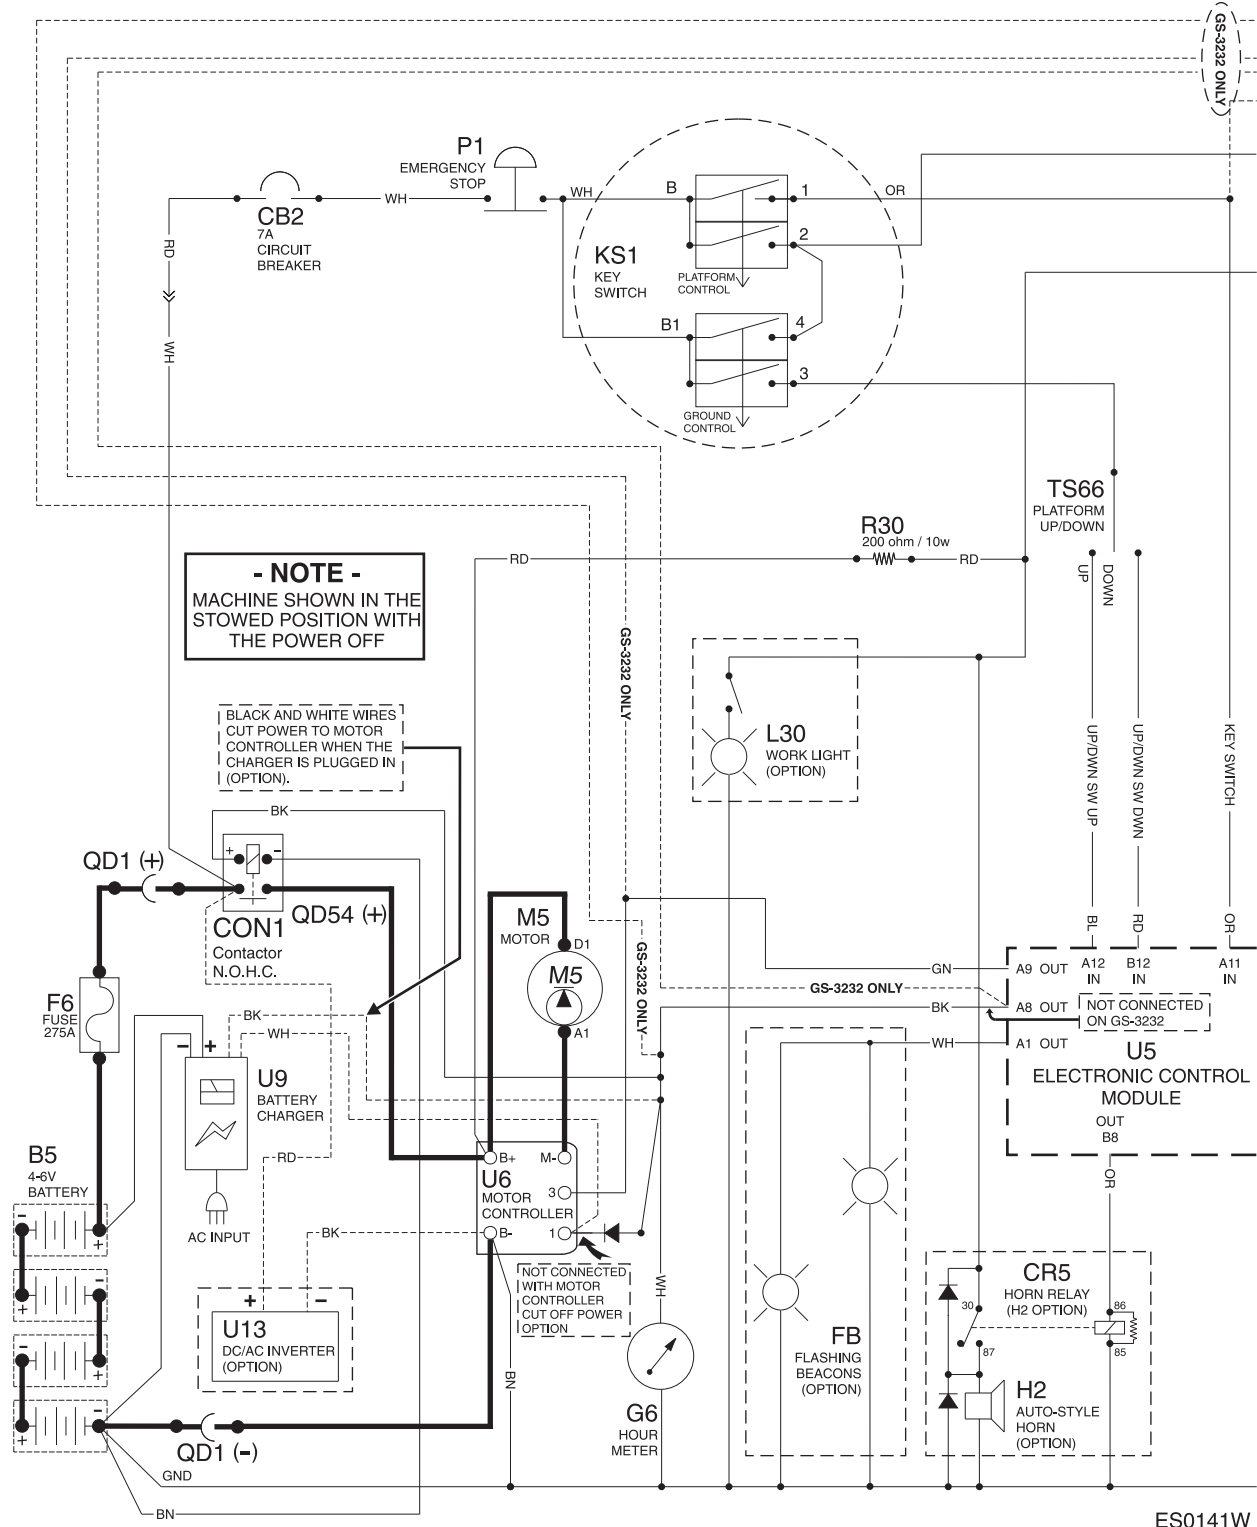 GS-3232 ONLY
P1
EMERGENCY
STOP
WH
CB2
7A
CIRCUIT
BREAKER
RD
WH
WH
B
1
OR
2
KS1
KEY
SWITCH
PLATFORM
CONTROL
B1
4
3
GROUND
CONTROL
TS66
PLATFORM
UP/DOWN
UP
DOWN
R30
200 ohm / 10w
RD
RD
- NOTE -
MACHINE SHOWN IN THE
STOWED POSITION WITH
THE POWER OFF
GS-3232 ONLY
BLACK AND WHITE WIRES
CUT POWER TO MOTOR
CONTROLLER WHEN THE
CHARGER IS PLUGGED IN
(OPTION).
L30
WORK LIGHT
(OPTION)
UP/DWN SW UP
UP/DWN SW DWN
KEY SWITCH
BK
QD1 (+)
+
-
QD54 (+)
CON1
Contactor
N.O.H.C.
M5
MOTOR
D1
M5
A1
GS-3232 ONLY
BL
RD
OR
GN
A9 OUT
A12
IN
B12
IN
A11
IN
GS-3232 ONLY
BK
A8 OUT
NOT CONNECTED
ON GS-3232
WH
A1 OUT
U5
ELECTRONIC CONTROL
MODULE
OUT
B8
OR
F6
FUSE
275A
BK
WH
- +
U9
BATTERY
CHARGER
AC INPUT
RD
B5
4-6V
BATTERY
-
+
+
-
-
+
+
-
B+
M-
U6
MOTOR
CONTROLLER
3
1
B-
BK
NOT CONNECTED
WITH MOTOR
CONTROLLER
CUT OFF POWER
OPTION
+
-
U13
DC/AC INVERTER
(OPTION)
WH
BN
G6
HOUR
METER
FB
FLASHING
BEACONS
(OPTION)
CR5
HORN RELAY
(H2 OPTION)
30
87
86
85
H2
AUTO-STYLE
HORN
(OPTION)
QD1 (-)
GND
BN
ES0141W